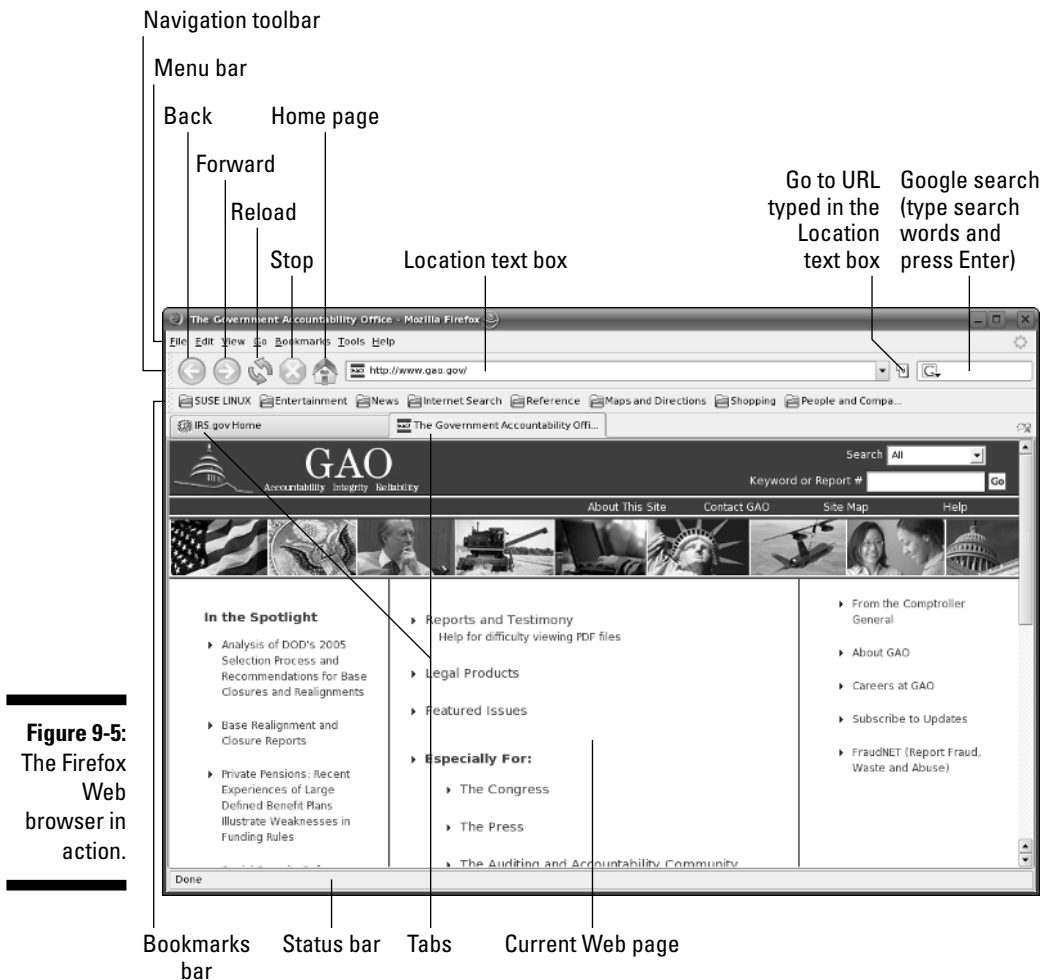 Navigation toolbar
Menu bar
Back
Home page
Forward
Reload
Stop
Location text box
Go to URL
typed in the
Location
text box
Google search
(type search
words and
press Enter)
The Government Accountability Office - Mozilla Firefox
File Edit View Go Bookmarks Tools Help
http://www.gao.gov/
G
SUSE LINUX Entertainment News Internet Search Reference Maps and Directions Shopping People and Compa...
IRS.gov Home
The Government Accountability Offi...
GAO
Accountability Integrity Reliability
Search All
Keyword or Report # Go
About This Site Contact GAO Site Map Help
In the Spotlight
Analysis of DOD's 2005
Selection Process and
Recommendations for Base
Closures and Realignments
Base Realignment and
Closure Reports
Private Pensions: Recent
Experiences of Large
Defined Benefit Plans
Illustrate Weaknesses in
Funding Rules
Reports and Testimony
Help for difficulty viewing PDF files
Legal Products
Featured Issues
Especially For:
The Congress
The Press
The Auditing and Accountability Community
From the Comptroller
General
About GAO
Careers at GAO
Subscribe to Updates
FraudNET (Report Fraud,
Waste and Abuse)
Done
Figure 9-5:
The Firefox
Web
browser in
action.
Bookmarks
bar
Status bar
Tabs
Current Web page